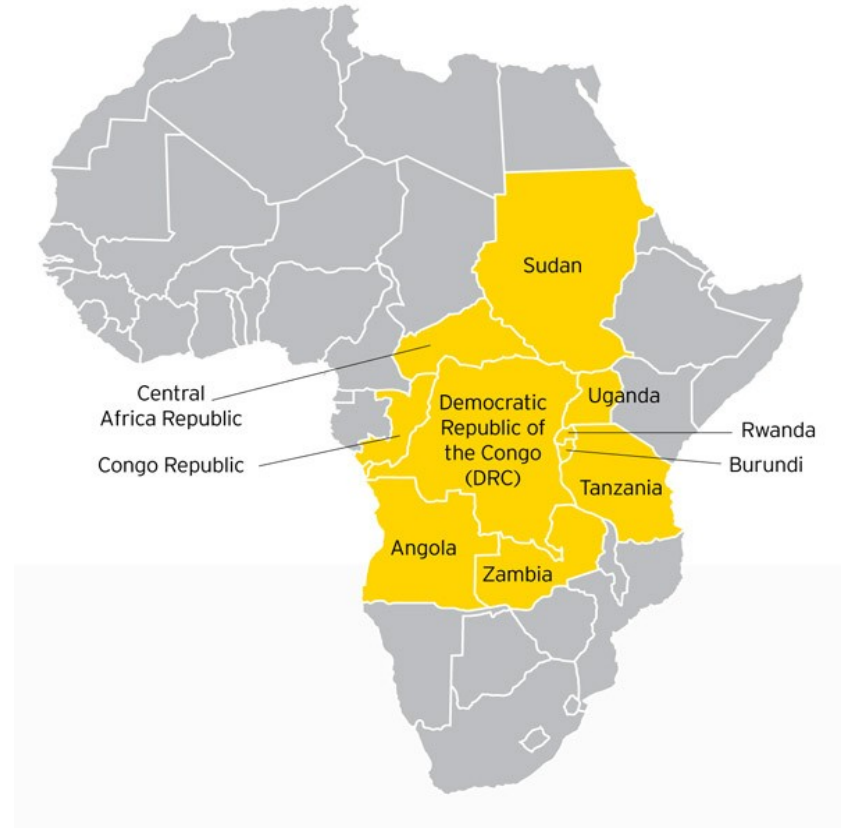 Sudan
Central
Africa Republic
Uganda
Democratic
Republic of
the Congo
(DRC)
Rwanda
Congo Republic
Burundi
Tanzania
Angola
Zambia